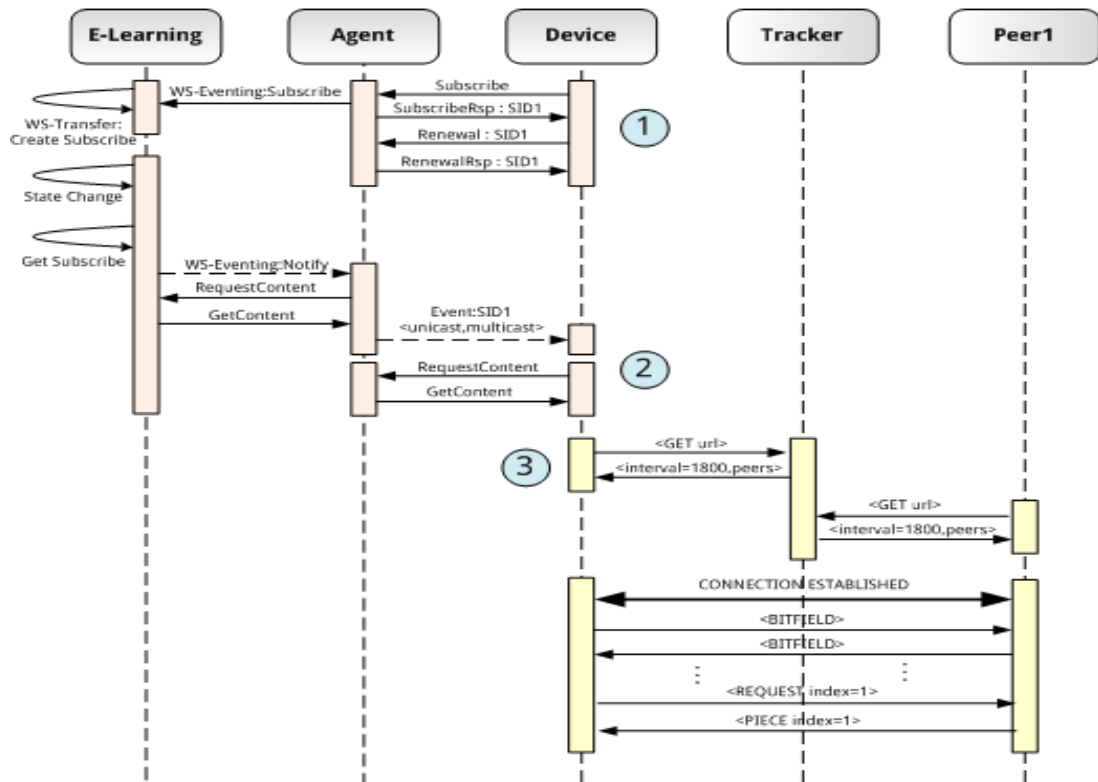 E-Learning
Agent
Device
Tracker
Peer1
Subscribe
WS-Eventing:Subscribe
SubscribeRsp : SID1
WS-Transfer:
Create Subscribe
Renewal : SID1
1
RenewalRsp : SID1
State Change
Get Subscribe
WS-Eventing:Notify
RequestContent
GetContent
Event:SID1
<unicast,multicast>
RequestContent
2
GetContent
<GET url>
3
<interval=1800,peers>
<GET url>
<interval=1800,peers>
CONNECTION ESTABLISHED
<BITFIELD>
<BITFIELD>
⋮ ⋮
<REQUEST index=1>
<PIECE index=1>